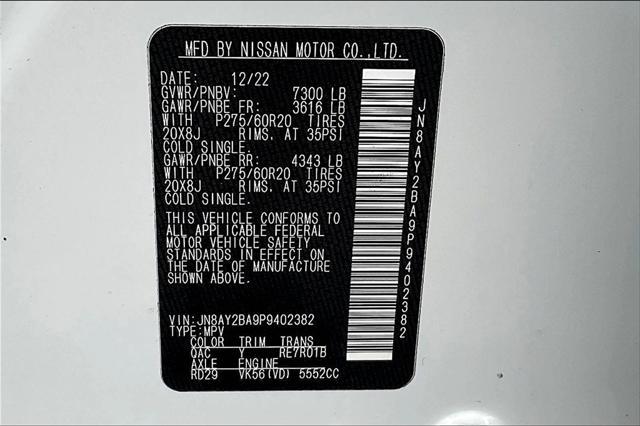 MFD BY NISSAN MOTOR CO.,LTD.
DATE: 12/22
GVWR/PNBV: 7300 LB
GAWR/PNBE FR: 3616 LB
WITH P275/60R20 TIRES
20X8J RIMS. AT 35PSI
COLD SINGLE.
GAWR/PNBE RR: 4343 LB
WITH P275/60R20 TIRES
20X8J RIMS. AT 35PSI
COLD SINGLE.
THIS VEHICLE CONFORMS TO
ALL APPLICABLE FEDERAL
MOTOR VEHICLE SAFETY
STANDARDS IN EFFECT ON
THE DATE OF MANUFACTURE
SHOWN ABOVE.
VIN:JN8AY2BA9P9402382
TYPE:MPV
COLOR TRIM TRANS
QAC Y RE7R01B
AXLE ENGINE
RD29 VK56(VD) 5552CC
JN8AY2BA9P9402382